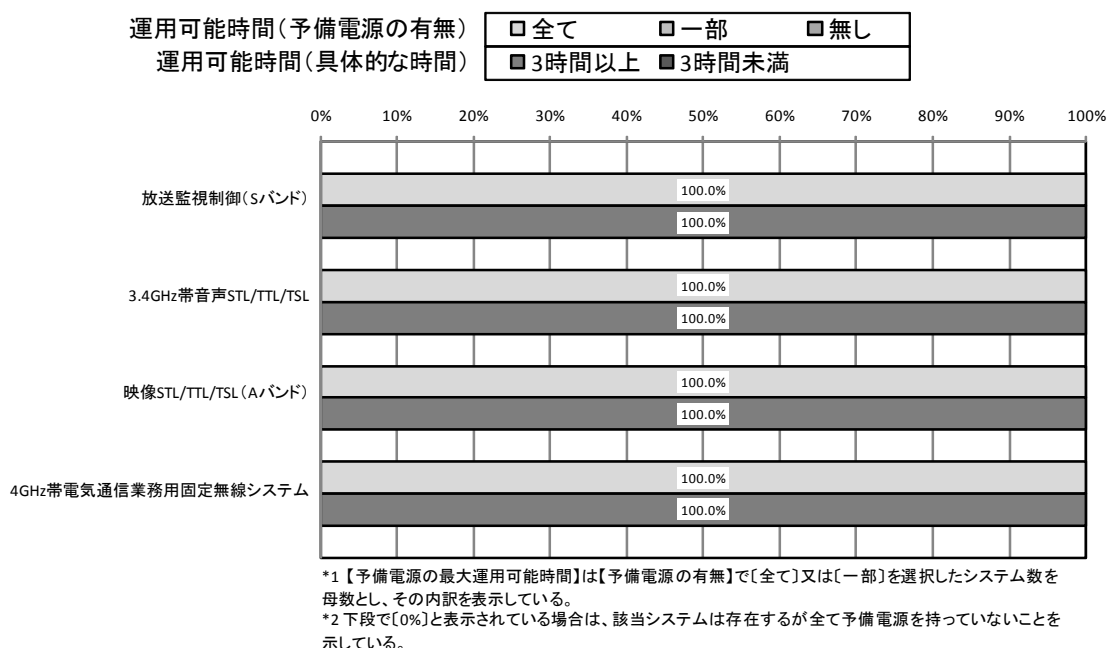 運用可能時間(予備電源の有無) 全て 一部 無し
運用可能時間(具体的な時間) 3時間以上 3時間未満
0% 10% 20% 30% 40% 50% 60% 70% 80% 90% 100%
放送監視制御(Sバンド)
100.0%
100.0%
3.4GHz帯音声STL/TTL/TSL
100.0%
100.0%
映像STL/TTL/TSL(Aバンド)
100.0%
100.0%
4GHz帯電気通信業務用固定無線システム
100.0%
100.0%
*1【予備電源の最大運用可能時間】は【予備電源の有無】で〔全て〕又は〔一部〕を選択したシステム数を
母数とし、その内訳を表示している。
*2 下段で〔0%〕と表示されている場合は、該当システムは存在するが全て予備電源を持っていないことを
示している。